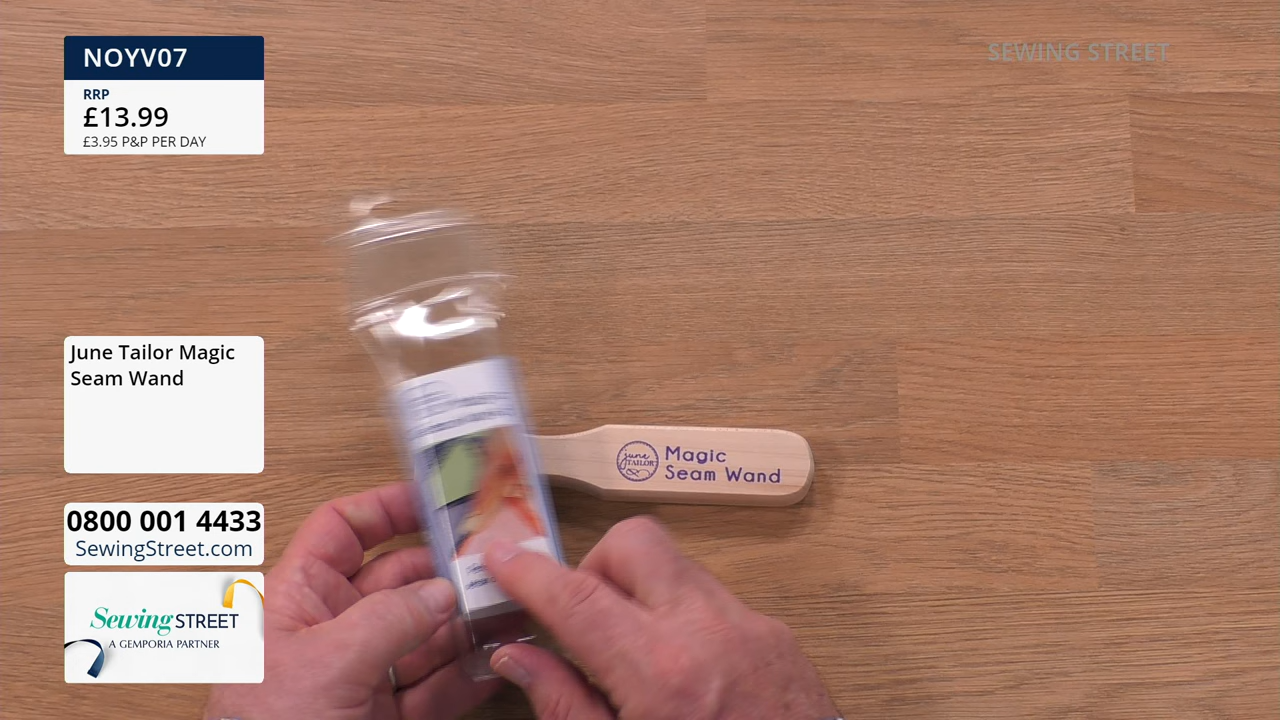 NOYV07
RRP
£13.99
£3.95 P&P PER DAY
SEWING STREET
June Tailor Magic
Seam Wand
june
TAILOR
Magic
Seam Wand
0800 001 4433
SewingStreet.com
Sewing STREET
A GEMPORIA PARTNER